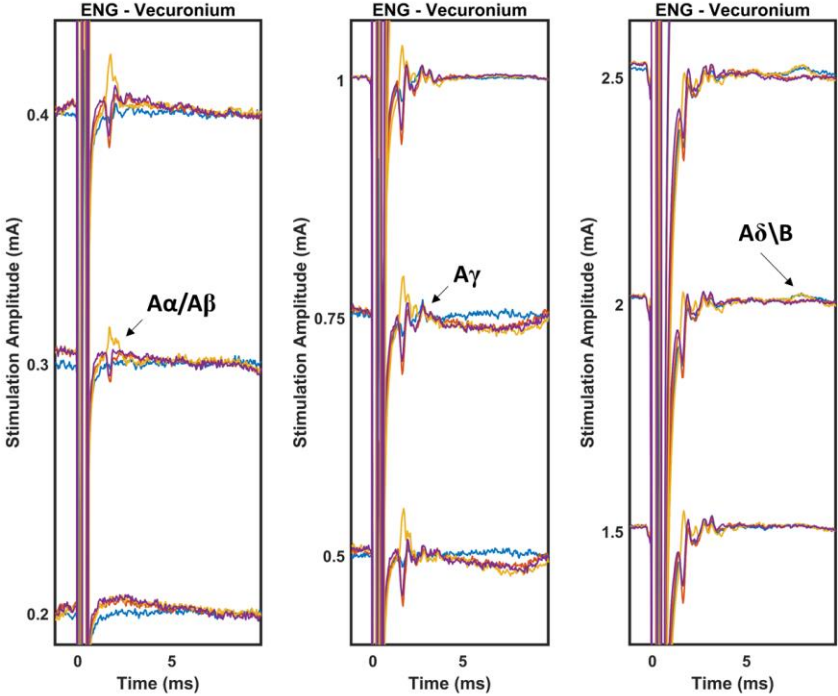 ENG - Vecuronium
Stimulation Amplitude (mA)
0.4
0.3
0.2
Aα/Aβ
0 5
Time (ms)
ENG - Vecuronium
Stimulation Amplitude (mA)
1
0.75
0.5
Aγ
0 5
Time (ms)
ENG - Vecuronium
Stimulation Amplitude (mA)
2.5
2
1.5
Aδ\B
0 5
Time (ms)